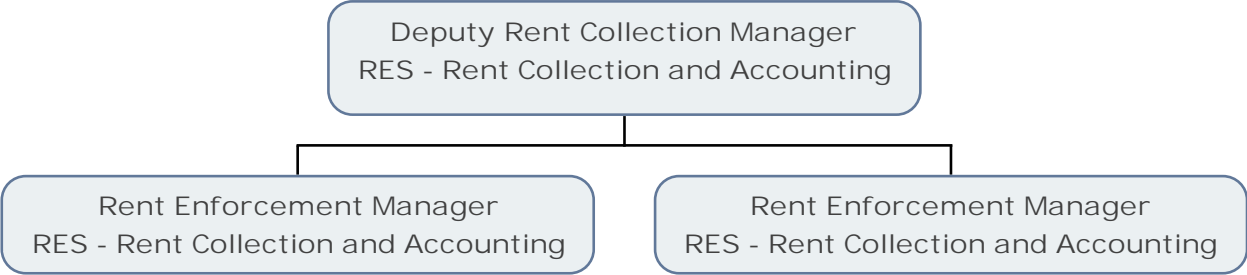 Deputy Rent Collection Manager
RES - Rent Collection and Accounting
Rent Enforcement Manager
RES - Rent Collection and Accounting
Rent Enforcement Manager
RES - Rent Collection and Accounting